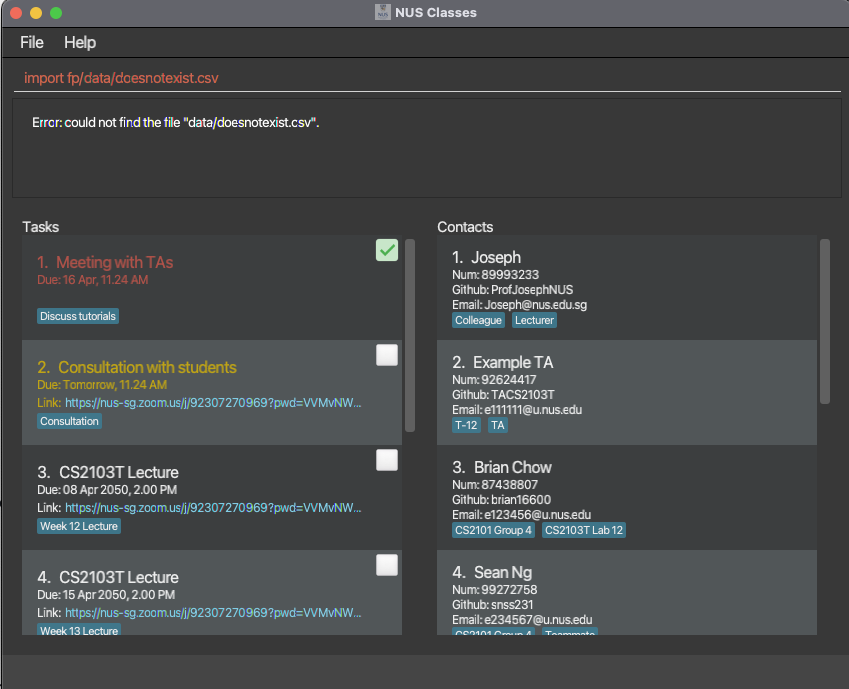 NUS Classes
File Help
import fp/data/doesnotexist.csv
Error: could not find the file "data/doesnotexist.csv".
Tasks
1. Meeting with TAs
Due: 16 Apr, 11.24 AM
Discuss tutorials
2. Consultation with students
Due: Tomorrow, 11.24 AM
Link: https://nus-sg.zoom.us/j/92307270969?pwd=VVMvNW...
Consultation
3. CS2103T Lecture
Due: 08 Apr 2050, 2.00 PM
Link: https://nus-sg.zoom.us/j/92307270969?pwd=VVMvNW...
Week 12 Lecture
4. CS2103T Lecture
Due: 15 Apr 2050, 2.00 PM
Link: https://nus-sg.zoom.us/j/92307270969?pwd=VVMvNW...
Week 13 Lecture
Contacts
1. Joseph
Num: 89993233
Github: ProfJosephNUS
Email: Joseph@nus.edu.sg
Colleague Lecturer
2. Example TA
Num: 92624417
Github: TACS2103T
Email: e111111@u.nus.edu
T-12 TA
3. Brian Chow
Num: 87438807
Github: brian16600
Email: e123456@u.nus.edu
CS2101 Group 4 CS2103T Lab 12
4. Sean Ng
Num: 99272758
Github: snss231
Email: e234567@u.nus.edu
CS2101 Group 4 Teammate